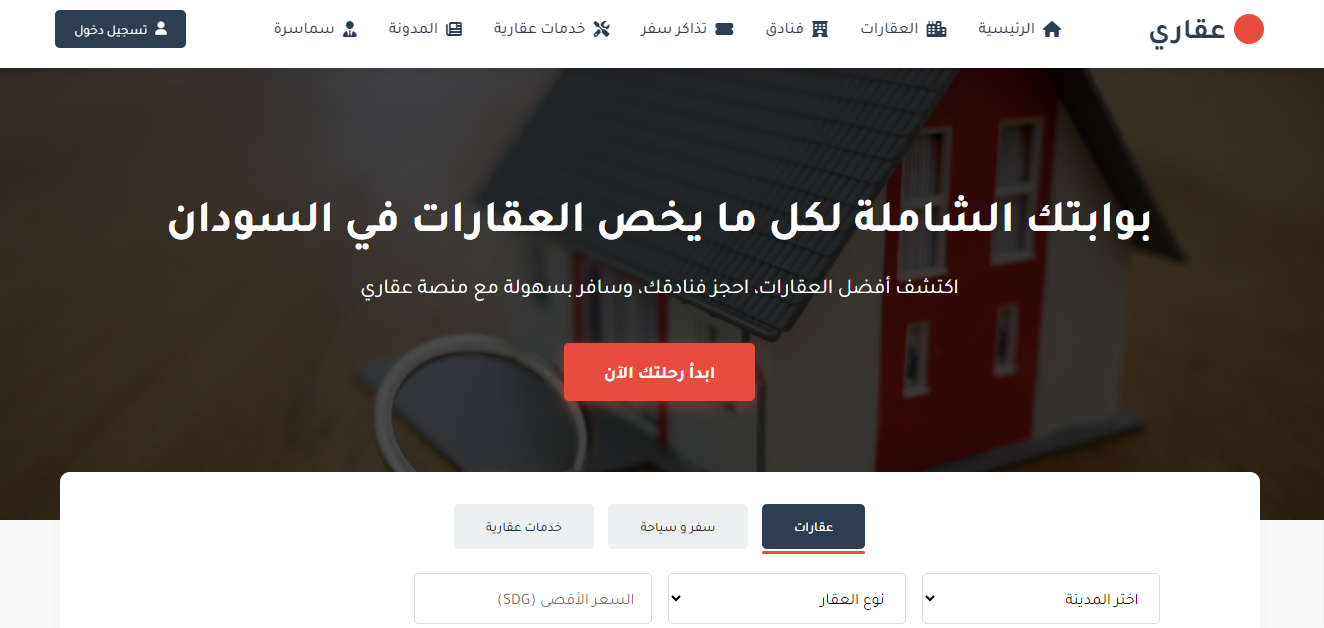 عقاري
الرئيسية
العقارات
فنادق
تذاكر سفر
خدمات عقارية
المدونة
سماسرة
تسجيل دخول
بوابتك الشاملة لكل ما يخص العقارات في السودان
اكتشف أفضل العقارات، احجز فنادقك، وسافر بسهولة مع منصة عقاري
ابدأ رحلتك الآن
عقارات
سفر و سياحة
خدمات عقارية
اختر المدينة
نوع العقار
السعر الأقصى (SDG)